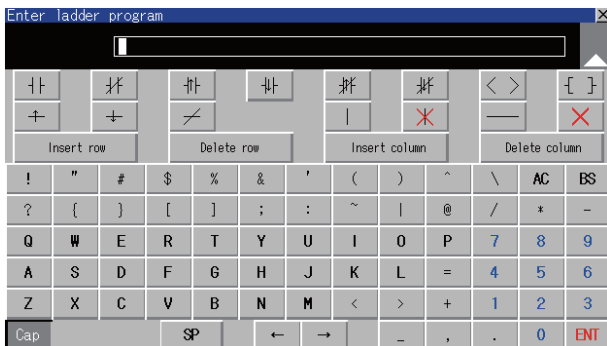 Enter ladder program
Insert row Delete row Insert column Delete column
! " # $ % & ' ( ) ^ \ AC BS
? { } [ ] ; : ~ | @ / * -
Q W E R T Y U I O P 7 8 9
A S D F G H J K L = 4 5 6
Z X C V B N M < > + 1 2 3
Cap SP ← → _ , . 0 ENT